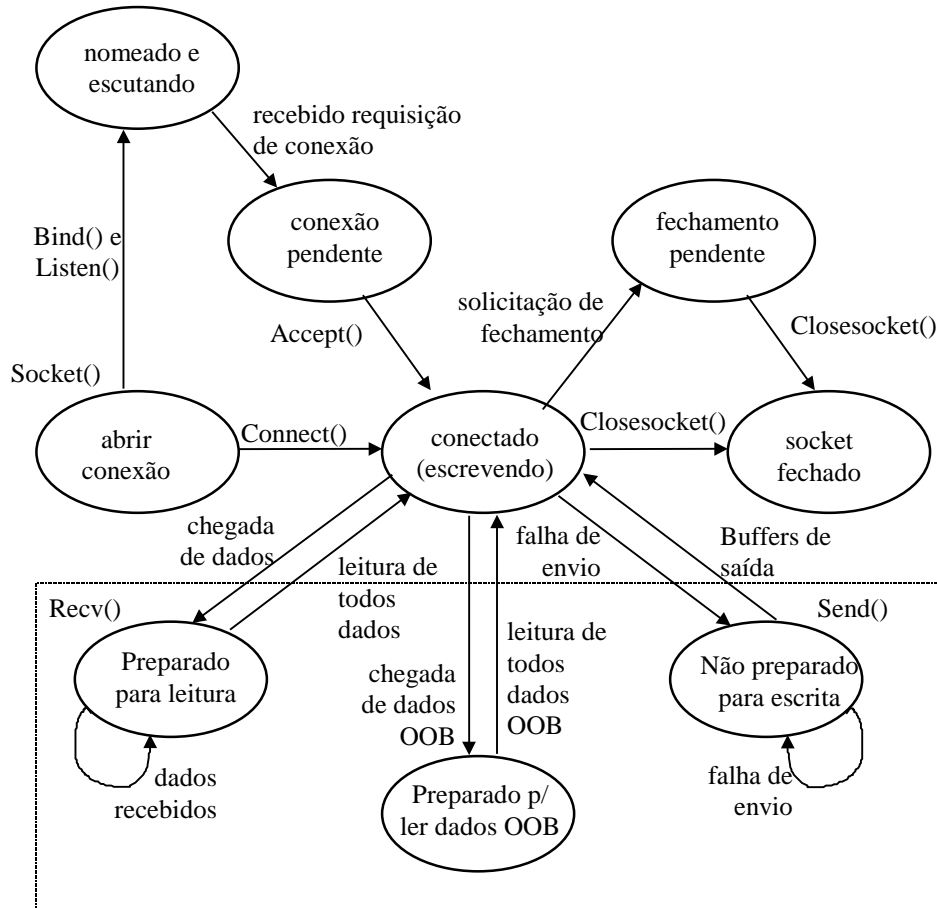 nomeado e
escutando
recebido requisição
de conexão
conexão
pendente
fechamento
pendente
Bind() e
Listen()
solicitação de
fechamento
Accept()
Closesocket()
Socket()
abrir
conexão
Connect()
conectado
(escrevendo)
Closesocket()
socket
fechado
chegada
de dados
leitura de
todos
dados
falha de
envio
Buffers de
saída
Recv()
Send()
Preparado
para leitura
chegada
de dados
OOB
leitura de
todos
dados
OOB
Não preparado
para escrita
dados
recebidos
Preparado p/
ler dados OOB
falha de
envio